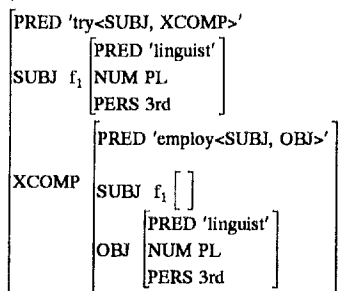 PRED 'try<SUBJ, XCOMP>'
PRED 'linguist'
SUBJ f₁ NUM PL
PERS 3rd
PRED 'employ<SUBJ, OBJ>'
XCOMP SUBJ f₁ [ ]
PRED 'linguist'
OBJ NUM PL
PERS 3rd